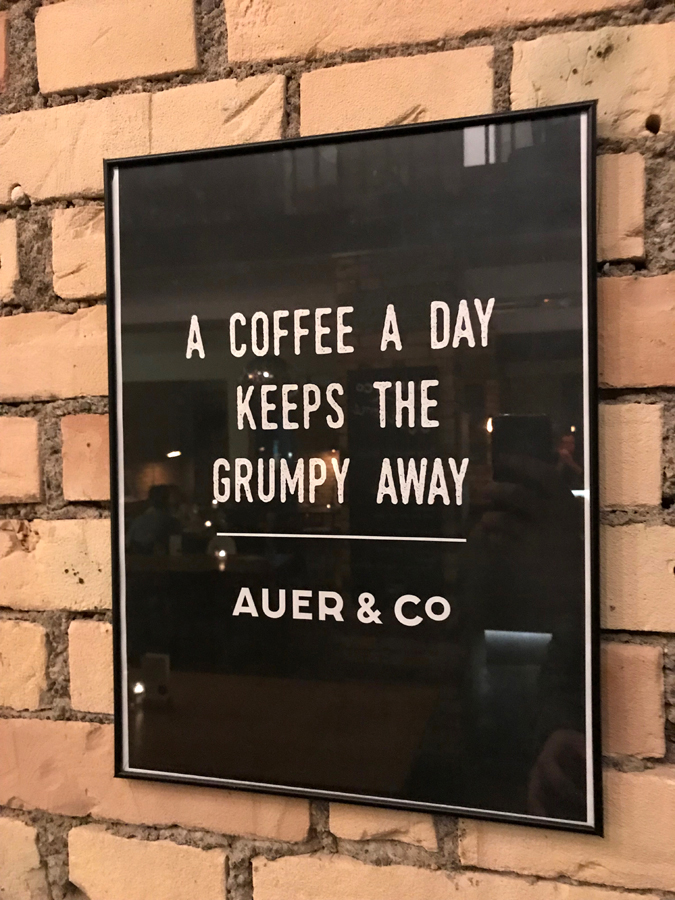 A COFFEE A DAY
KEEPS THE
GRUMPY AWAY
AUER & CO